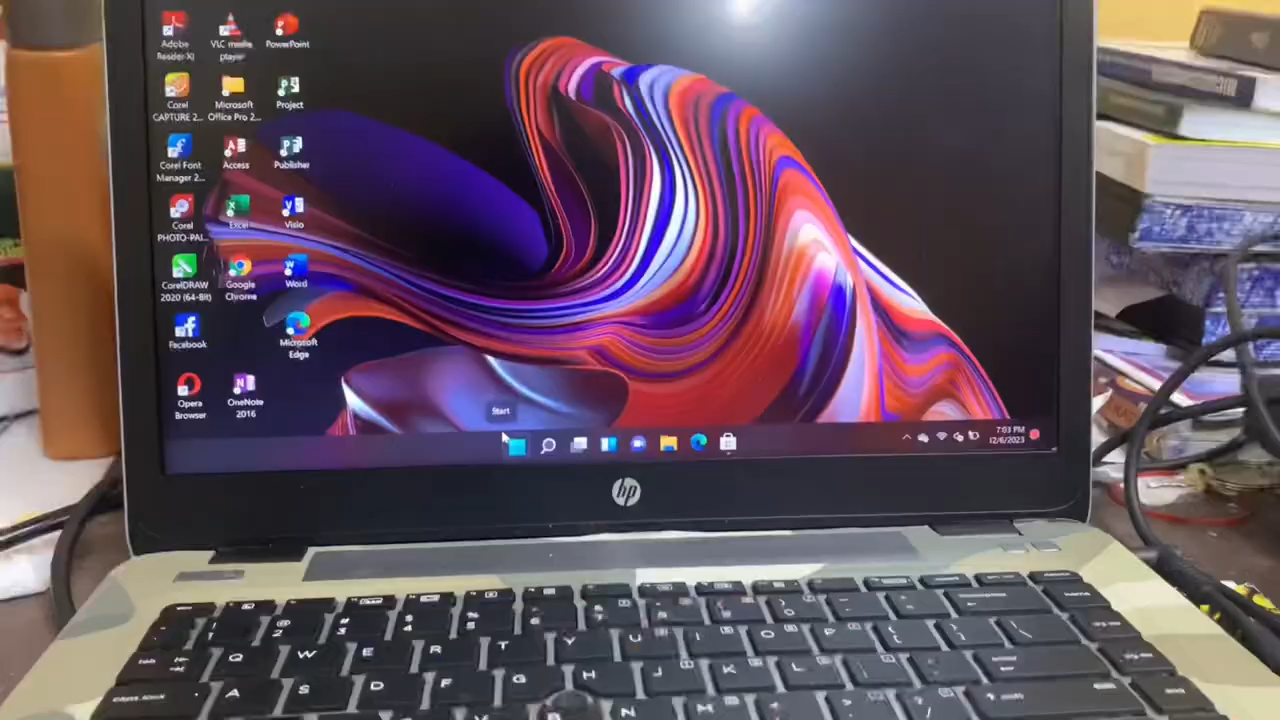 Adobe
Reader XI
VLC media
player
PowerPoint
Corel
CAPTURE 2...
Microsoft
Office Pro 2...
Project
Corel Font
Manager 2...
Access
Publisher
Corel
PHOTO-PAI...
Excel
Visio
CorelDRAW
2020 (64-Bit)
Google
Chrome
Word
Facebook
Microsoft
Edge
Opera
Browser
OneNote
2016
Start
7:03 PM
12/6/2023
hp
Q W E R T Y U I O P
A S D F G H J K L
N M